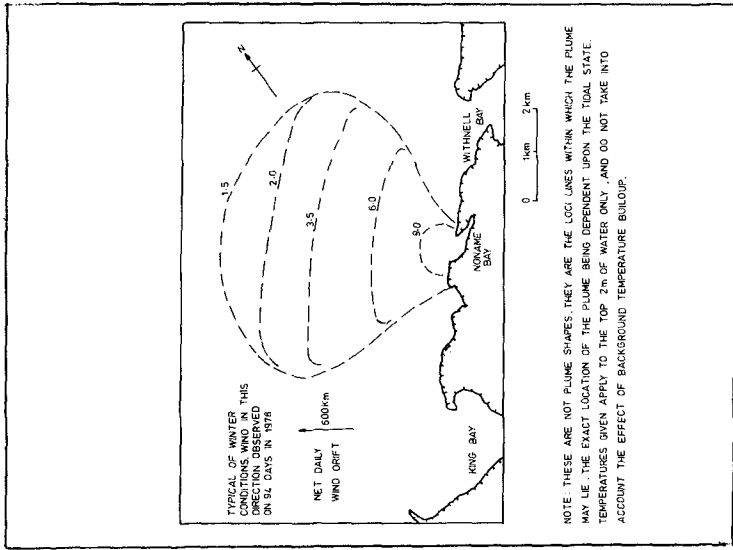 TYPICAL OF WINTER
CONDITIONS. WIND IN THIS
DIRECTION OBSERVED
ON 94 DAYS IN 1978
NET DAILY
WIND DRIFT
600Km
N
1·5
2·0
3·5
6·0
9·0
KING BAY
NONAME
BAY
WITHNELL
BAY
0 1km 2km
NOTE: THESE ARE NOT PLUME SHAPES. THEY ARE THE LOCI LINES WITHIN WHICH THE PLUME
MAY LIE. THE EXACT LOCATION OF THE PLUME BEING DEPENDENT UPON THE TIDAL STATE.
TEMPERATURES GIVEN APPLY TO THE TOP 2m OF WATER ONLY, AND DO NOT TAKE INTO
ACCOUNT THE EFFECT OF BACKGROUND TEMPERATURE BUILDUP.